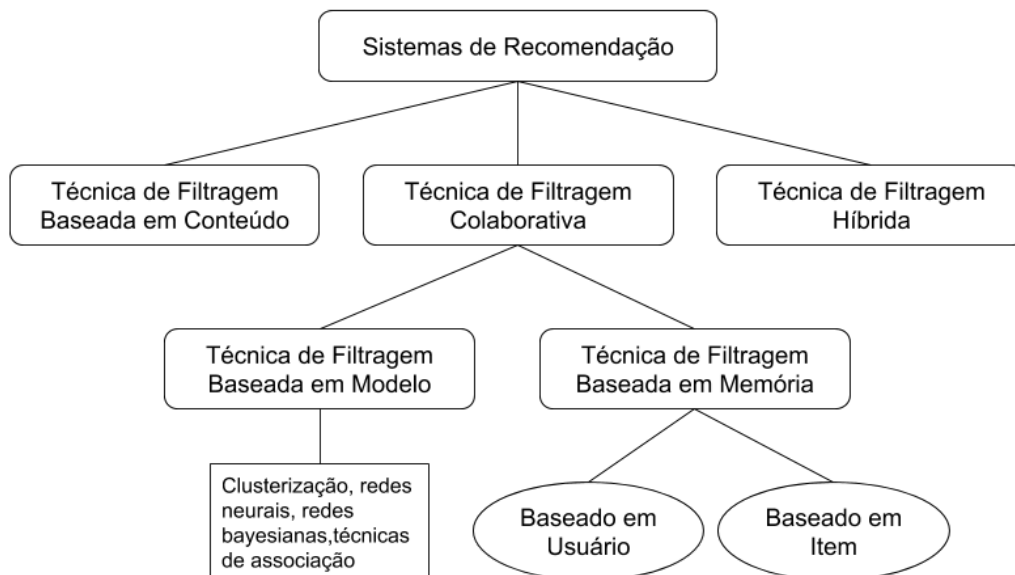 Sistemas de Recomendação
Técnica de Filtragem
Baseada em Conteúdo
Técnica de Filtragem
Colaborativa
Técnica de Filtragem
Híbrida
Técnica de Filtragem
Baseada em Modelo
Técnica de Filtragem
Baseada em Memória
Clusterização, redes
neurais, redes
bayesianas,técnicas
de associação
Baseado em
Usuário
Baseado em
Item